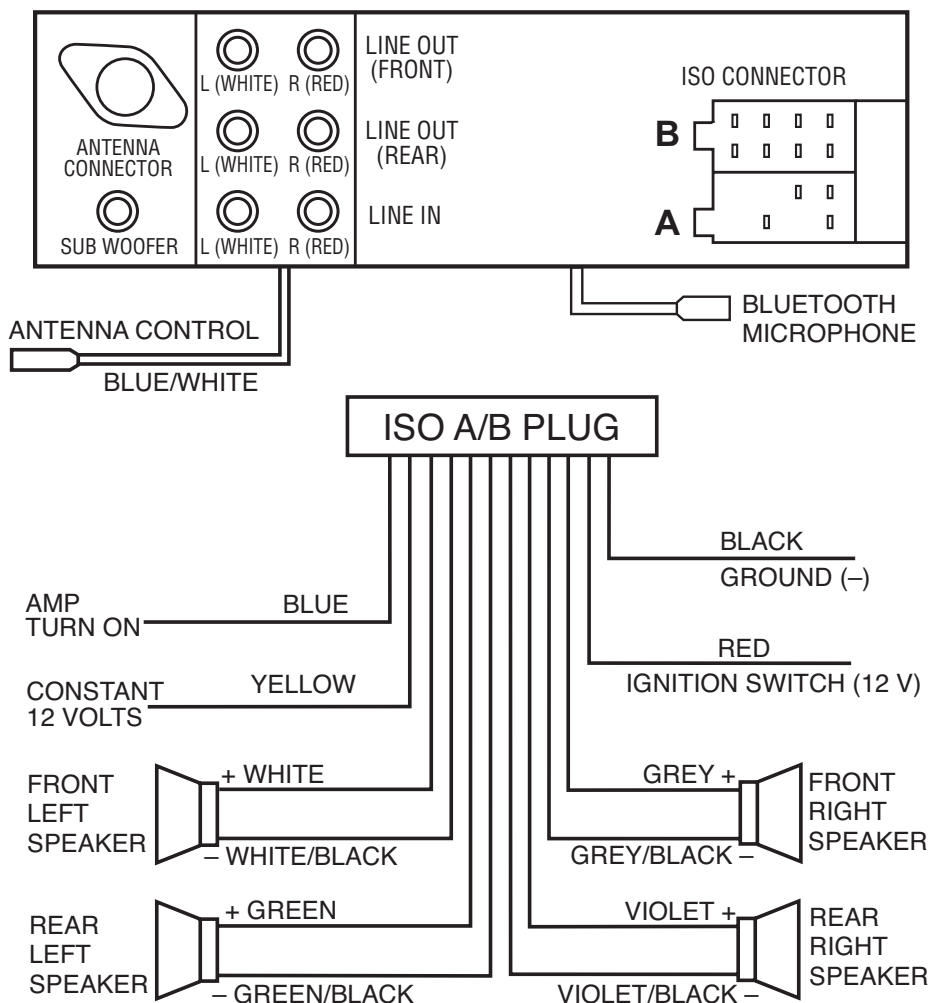 LINE OUT
(FRONT)
L (WHITE) R (RED)
ISO CONNECTOR
ANTENNA
CONNECTOR
LINE OUT
(REAR)
L (WHITE) R (RED)
B
SUB WOOFER
LINE IN
L (WHITE) R (RED)
A
ANTENNA CONTROL
BLUE/WHITE
BLUETOOTH
MICROPHONE
ISO A/B PLUG
BLACK
GROUND (–)
AMP
TURN ON
BLUE
RED
IGNITION SWITCH (12 V)
CONSTANT
12 VOLTS
YELLOW
FRONT
LEFT
SPEAKER
+ WHITE
– WHITE/BLACK
GREY +
GREY/BLACK –
FRONT
RIGHT
SPEAKER
REAR
LEFT
SPEAKER
+ GREEN
– GREEN/BLACK
VIOLET +
VIOLET/BLACK –
REAR
RIGHT
SPEAKER